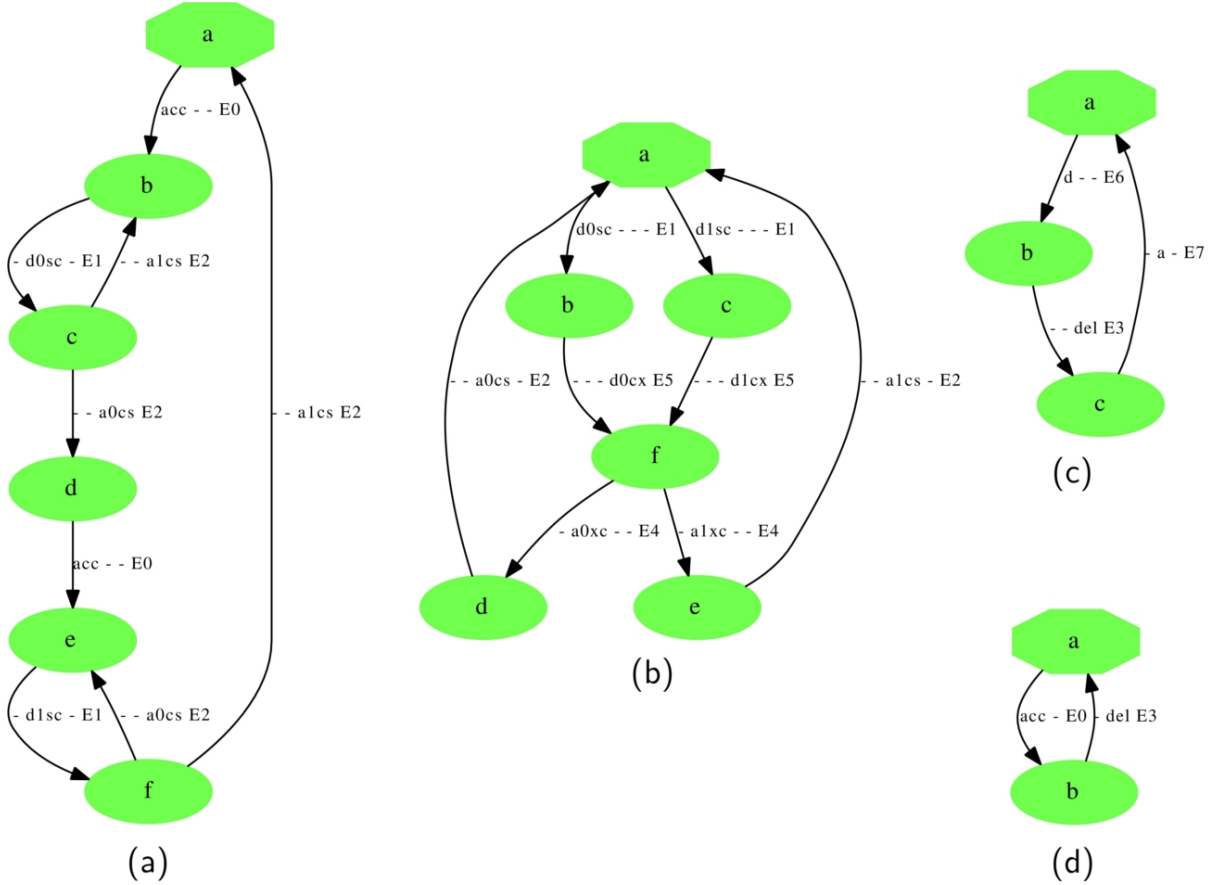 a
acc - - E0
b
- d0sc - E1
- - a1cs E2
c
- - a0cs E2
- - a1cs E2
d
acc - - E0
e
- d1sc - E1
- - a0cs E2
f
(a)
a
d0sc - - - E1
d1sc - - - E1
b
c
- - a0cs - E2
- - - d0cx E5
- - - d1cx E5
- - a1cs - E2
f
- a0xc - - E4
- a1xc - - E4
d
e
(b)
a
d - - E6
b
- a - E7
- - del E3
c
(c)
a
acc - E0
- del E3
b
(d)